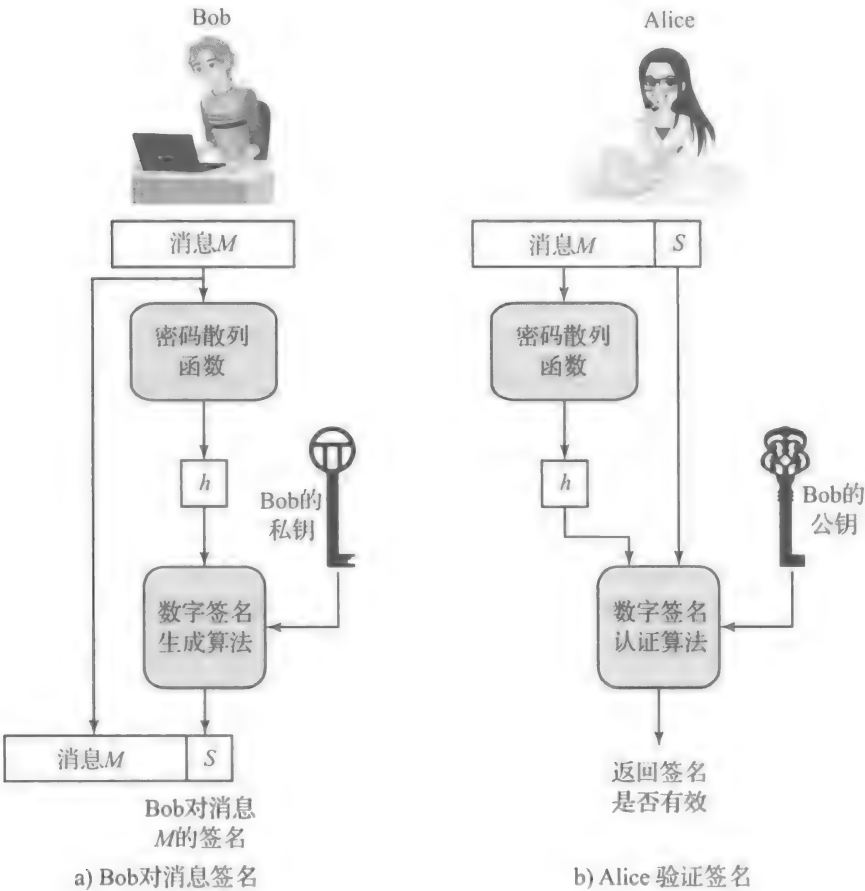 Bob
消息M
密码散列
函数
h
Bob的
私钥
数字签名
生成算法
消息M
S
Bob对消息
M的签名
a) Bob对消息签名
Alice
消息M
S
密码散列
函数
h
Bob的
公钥
数字签名
认证算法
返回签名
是否有效
b) Alice 验证签名